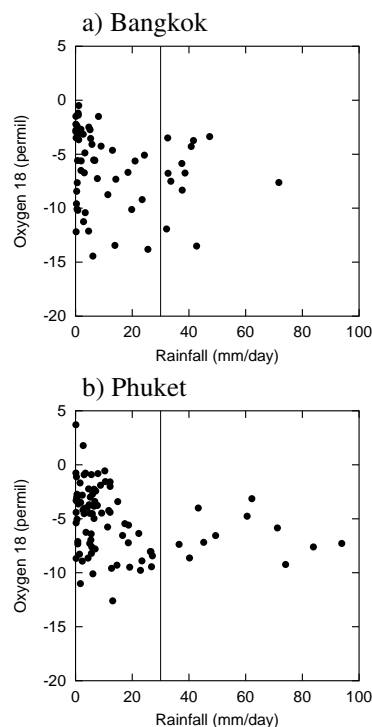 a) Bangkok
5
0
-5
-10
-15
-20
Oxygen 18 (permil)
0 20 40 60 80 100
Rainfall (mm/day)
b) Phuket
5
0
-5
-10
-15
-20
Oxygen 18 (permil)
0 20 40 60 80 100
Rainfall (mm/day)